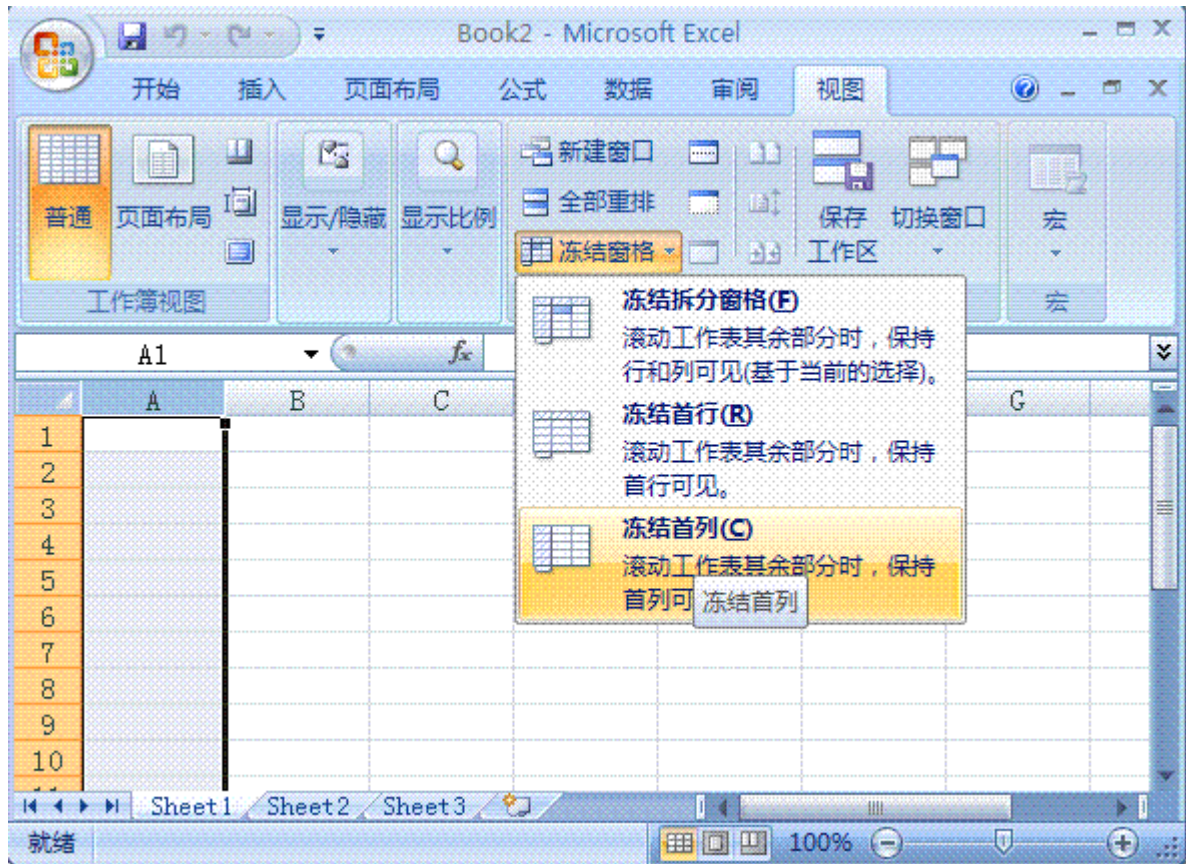 Book2 - Microsoft Excel
开始 插入 页面布局 公式 数据 审阅 视图
新建窗口
全部重排
普通 页面布局 显示/隐藏 显示比例 保存 切换窗口 宏
冻结窗格 工作区
工作簿视图 宏
冻结拆分窗格(F)
滚动工作表其余部分时，保持
行和列可见(基于当前的选择)。
冻结首行(R)
滚动工作表其余部分时，保持
首行可见。
冻结首列(C)
滚动工作表其余部分时，保持
首列可
冻结首列
A1 fx
A B C G
1
2
3
4
5
6
7
8
9
10
Sheet1 Sheet2 Sheet3
就绪 100%